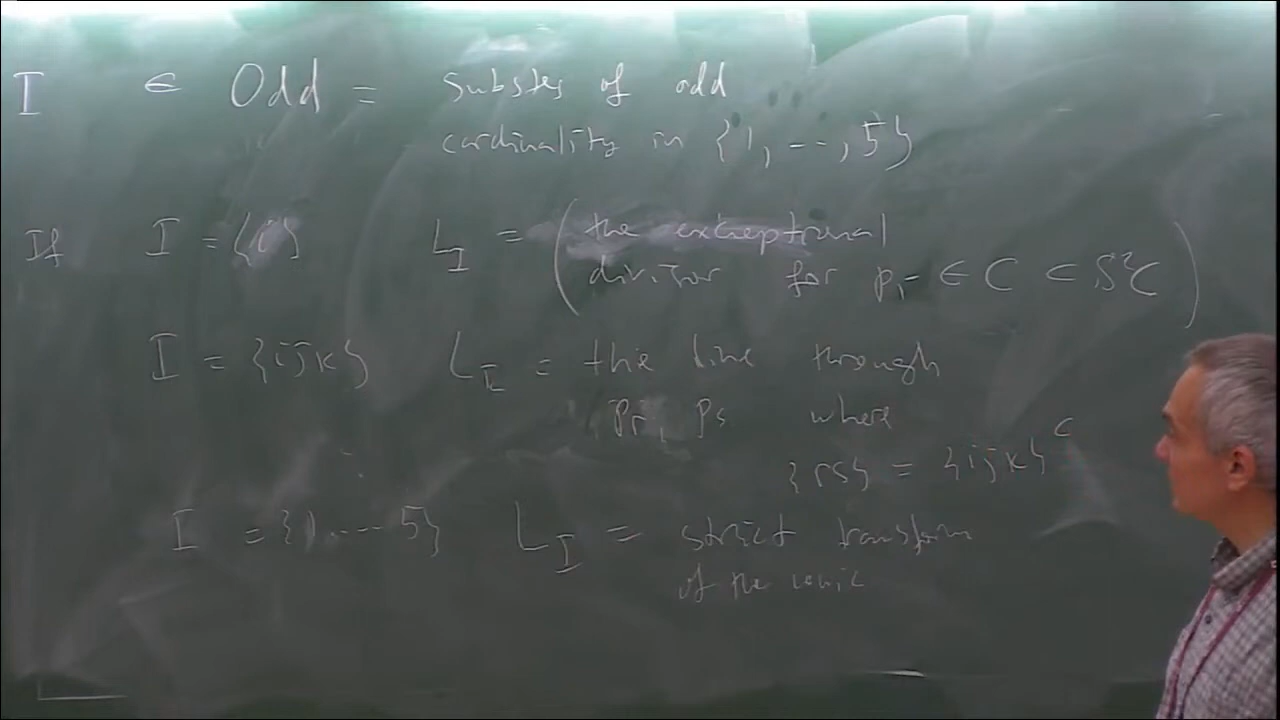 I ∈ Odd = Substes of odd
cardinality in {1, --, 5}
If I = {i} L_I = (the exceptional
divisor for p_i ∈ C ⊂ S²C)
I = {ijk} L_I = the line through
p_r, p_s where
{rs} = {ijk}^c
I = {1, --- 5} L_I = strict transform
of the conic